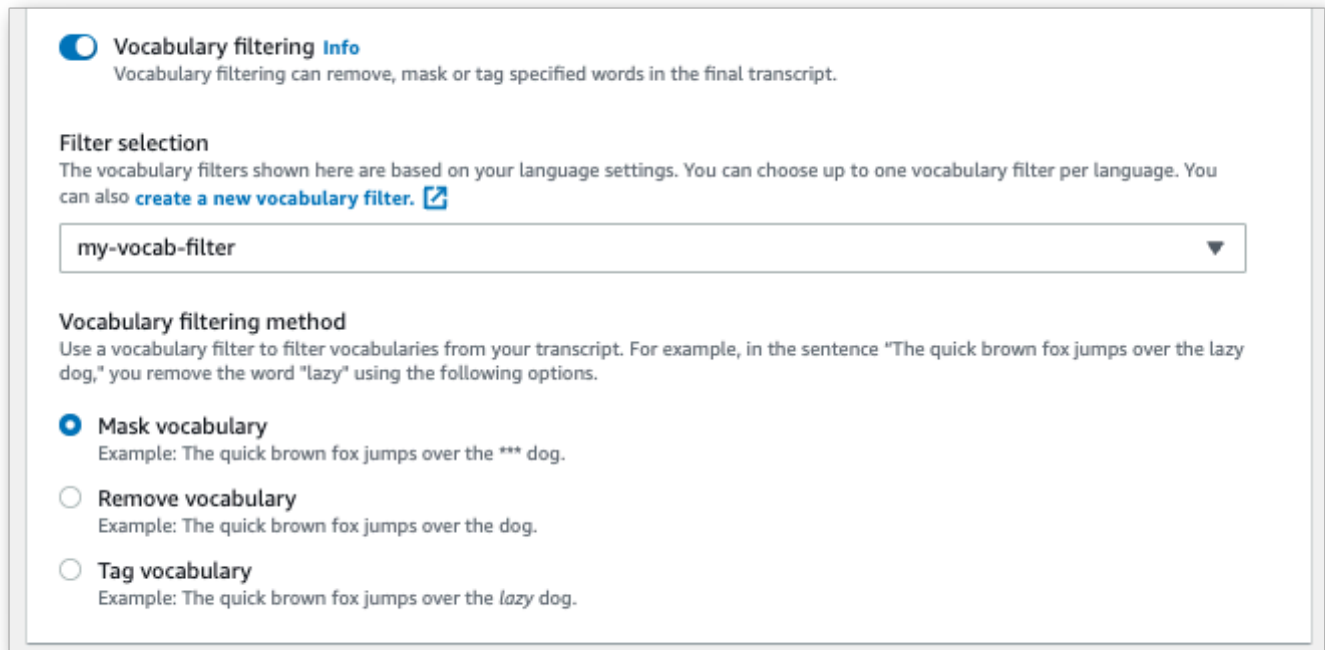 Vocabulary filtering Info
Vocabulary filtering can remove, mask or tag specified words in the final transcript.
Filter selection
The vocabulary filters shown here are based on your language settings. You can choose up to one vocabulary filter per language. You
can also create a new vocabulary filter.
my-vocab-filter
Vocabulary filtering method
Use a vocabulary filter to filter vocabularies from your transcript. For example, in the sentence "The quick brown fox jumps over the lazy
dog," you remove the word "lazy" using the following options.
Mask vocabulary
Example: The quick brown fox jumps over the *** dog.
Remove vocabulary
Example: The quick brown fox jumps over the dog.
Tag vocabulary
Example: The quick brown fox jumps over the lazy dog.